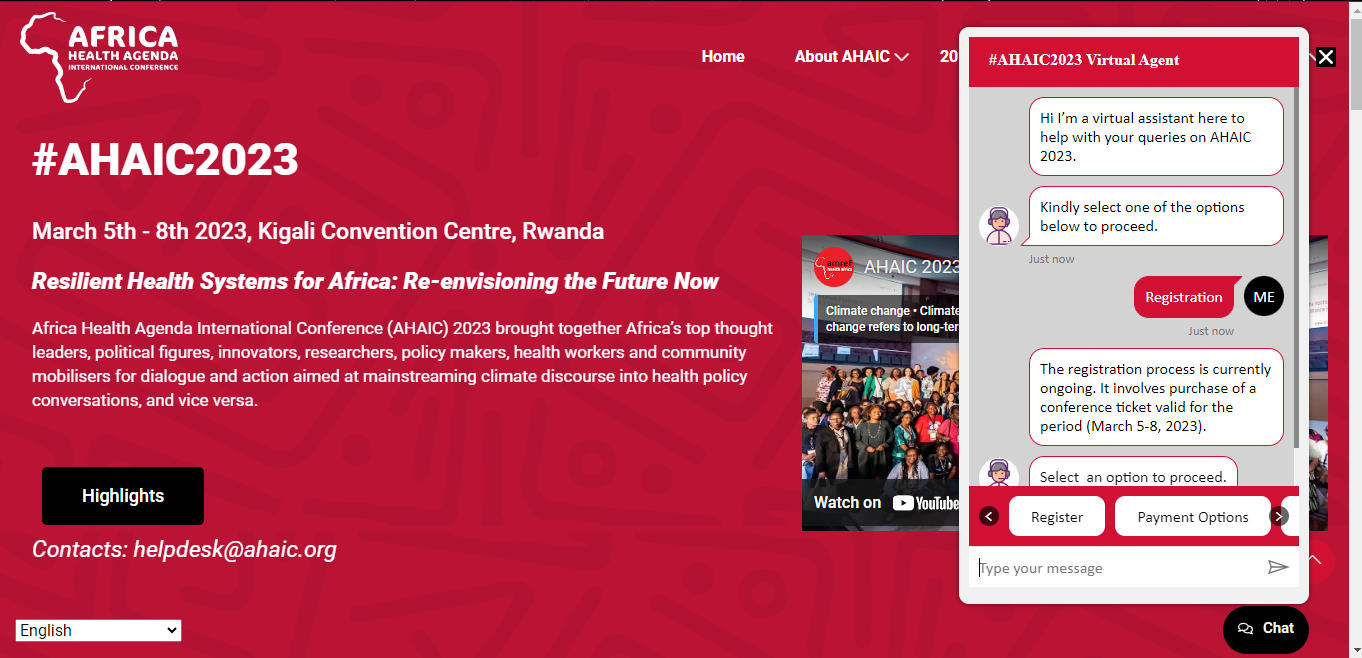 AFRICA
HEALTH AGENDA
INTERNATIONAL CONFERENCE
Home
About AHAIC
20
#AHAIC2023
March 5th - 8th 2023, Kigali Convention Centre, Rwanda
Resilient Health Systems for Africa: Re-envisioning the Future Now
Africa Health Agenda International Conference (AHAIC) 2023 brought together Africa's top thought
leaders, political figures, innovators, researchers, policy makers, health workers and community
mobilisers for dialogue and action aimed at mainstreaming climate discourse into health policy
conversations, and vice versa.
Highlights
Contacts: helpdesk@ahaic.org
English
amref
health africa
AHAIC 2023
Climate change • Climate
change refers to long-ter
Watch on YouTube
#AHAIC2023 Virtual Agent
Hi I'm a virtual assistant here to
help with your queries on AHAIC
2023.
Kindly select one of the options
below to proceed.
Just now
Registration
ME
Just now
The registration process is currently
ongoing. It involves purchase of a
conference ticket valid for the
period (March 5-8, 2023).
Select an option to proceed.
Register
Payment Options
Type your message
Chat